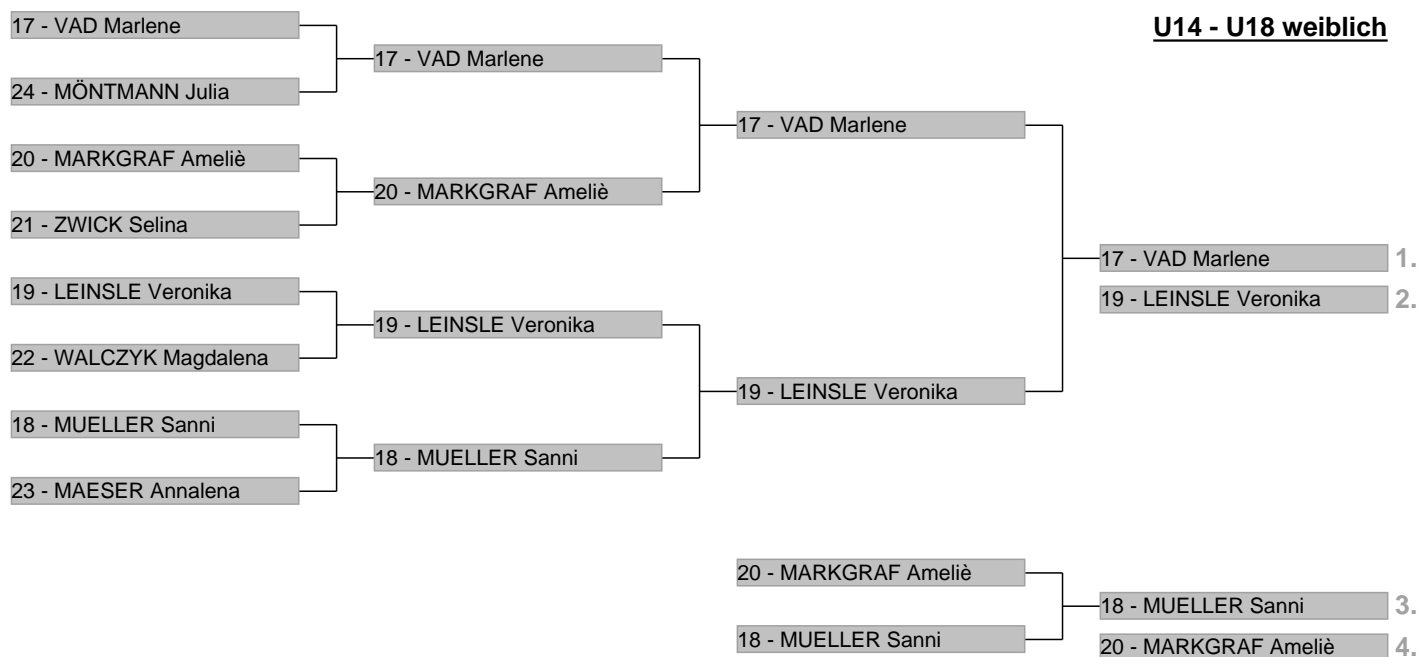 U14 - U18 weiblich
17 - VAD Marlene
24 - MÖNTMANN Julia
20 - MARKGRAF Ameliè
21 - ZWICK Selina
19 - LEINSLE Veronika
22 - WALCZYK Magdalena
18 - MUELLER Sanni
23 - MAESER Annalena
17 - VAD Marlene
20 - MARKGRAF Ameliè
19 - LEINSLE Veronika
18 - MUELLER Sanni
17 - VAD Marlene
19 - LEINSLE Veronika
17 - VAD Marlene 1.
19 - LEINSLE Veronika 2.
20 - MARKGRAF Ameliè
18 - MUELLER Sanni
18 - MUELLER Sanni 3.
20 - MARKGRAF Ameliè 4.